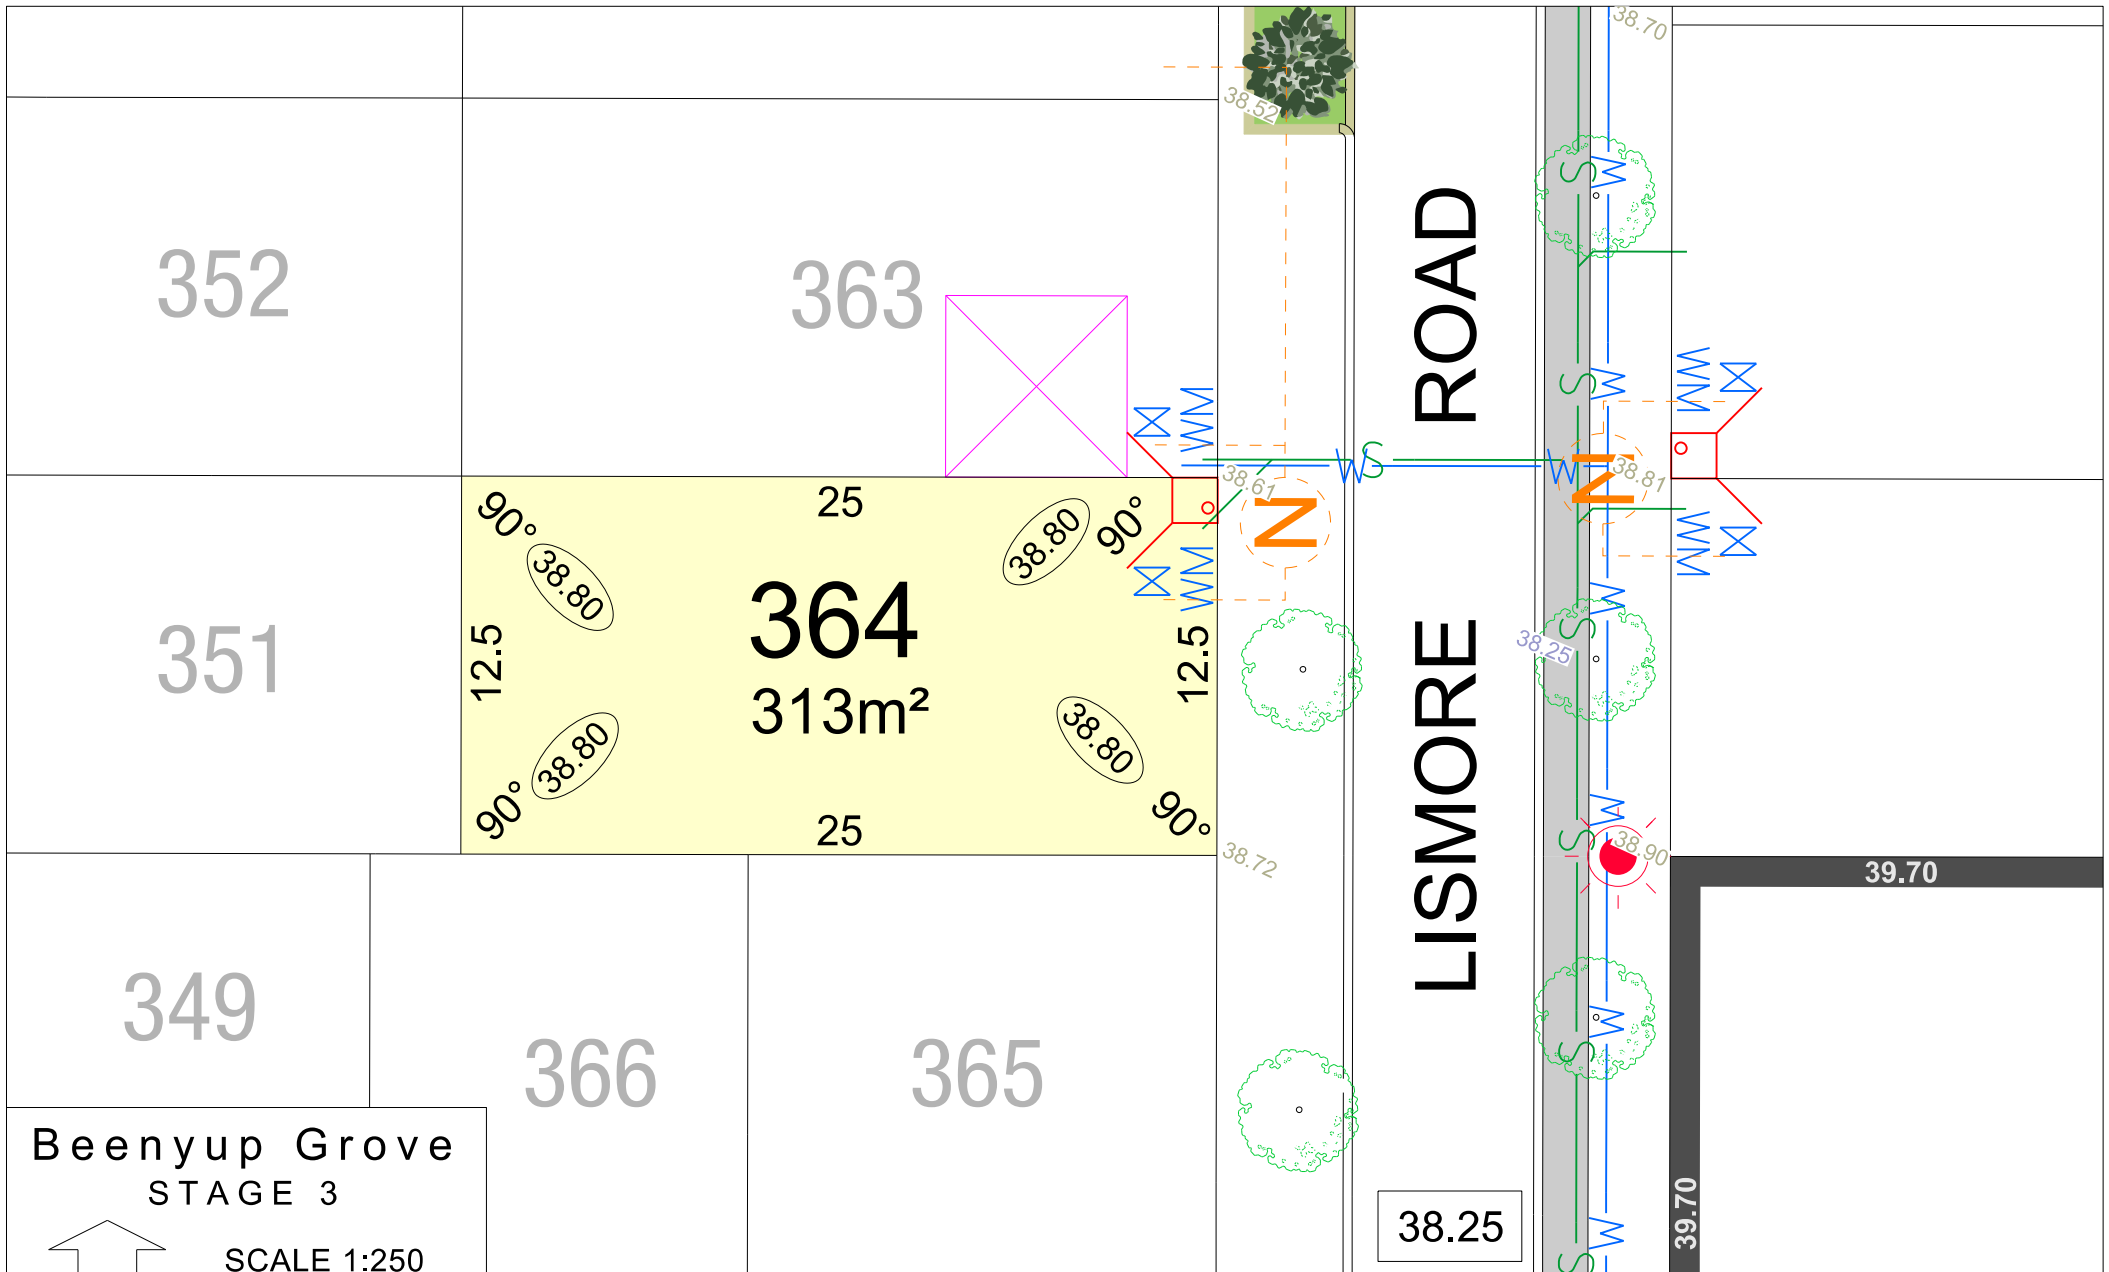 38.70
38.52
352
363
ROAD
S
W
S
W
W
W
W
S
W
38.61
N
N
38.81
W
W
351
90°
38.80
25
38.80
90°
364
313m²
12.5
12.5
90°
38.80
25
38.80
90°
W
S
38.25
LISMORE
W
S
38.72
38.90
39.70
349
366
365
W
S
39.70
38.25
W
S
Beenyup Grove
STAGE 3
SCALE 1:250